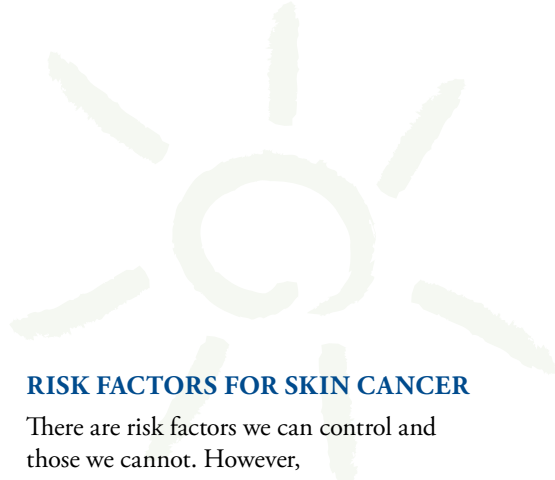 RISK FACTORS FOR SKIN CANCER
There are risk factors we can control and
those we cannot. However,